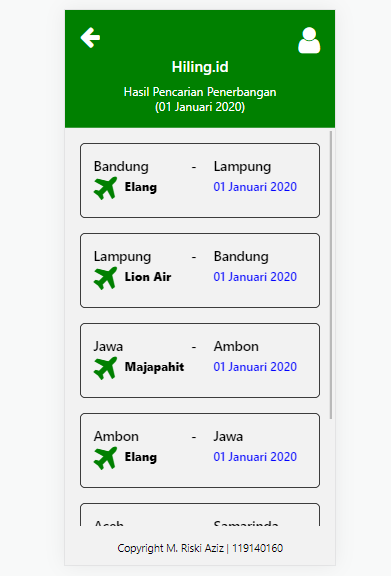 Hiling.id
Hasil Pencarian Penerbangan
(01 Januari 2020)
Bandung - Lampung
Elang 01 Januari 2020
Lampung - Bandung
Lion Air 01 Januari 2020
Jawa - Ambon
Majapahit 01 Januari 2020
Ambon - Jawa
Elang 01 Januari 2020
Aceh Samarinda
Copyright M. Riski Aziz | 119140160